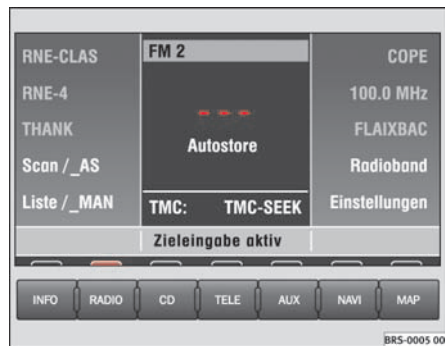 FM 2
RNE-CLAS
COPE
RNE-4
100.0 MHz
THANK
FLAIXBAC
Autostore
Scan /_AS
Radioband
Liste /_MAN
TMC: TMC-SEEK
Einstellungen
Zieleingabe aktiv
INFO RADIO CD TELE AUX NAVI MAP
BRS-0005 00